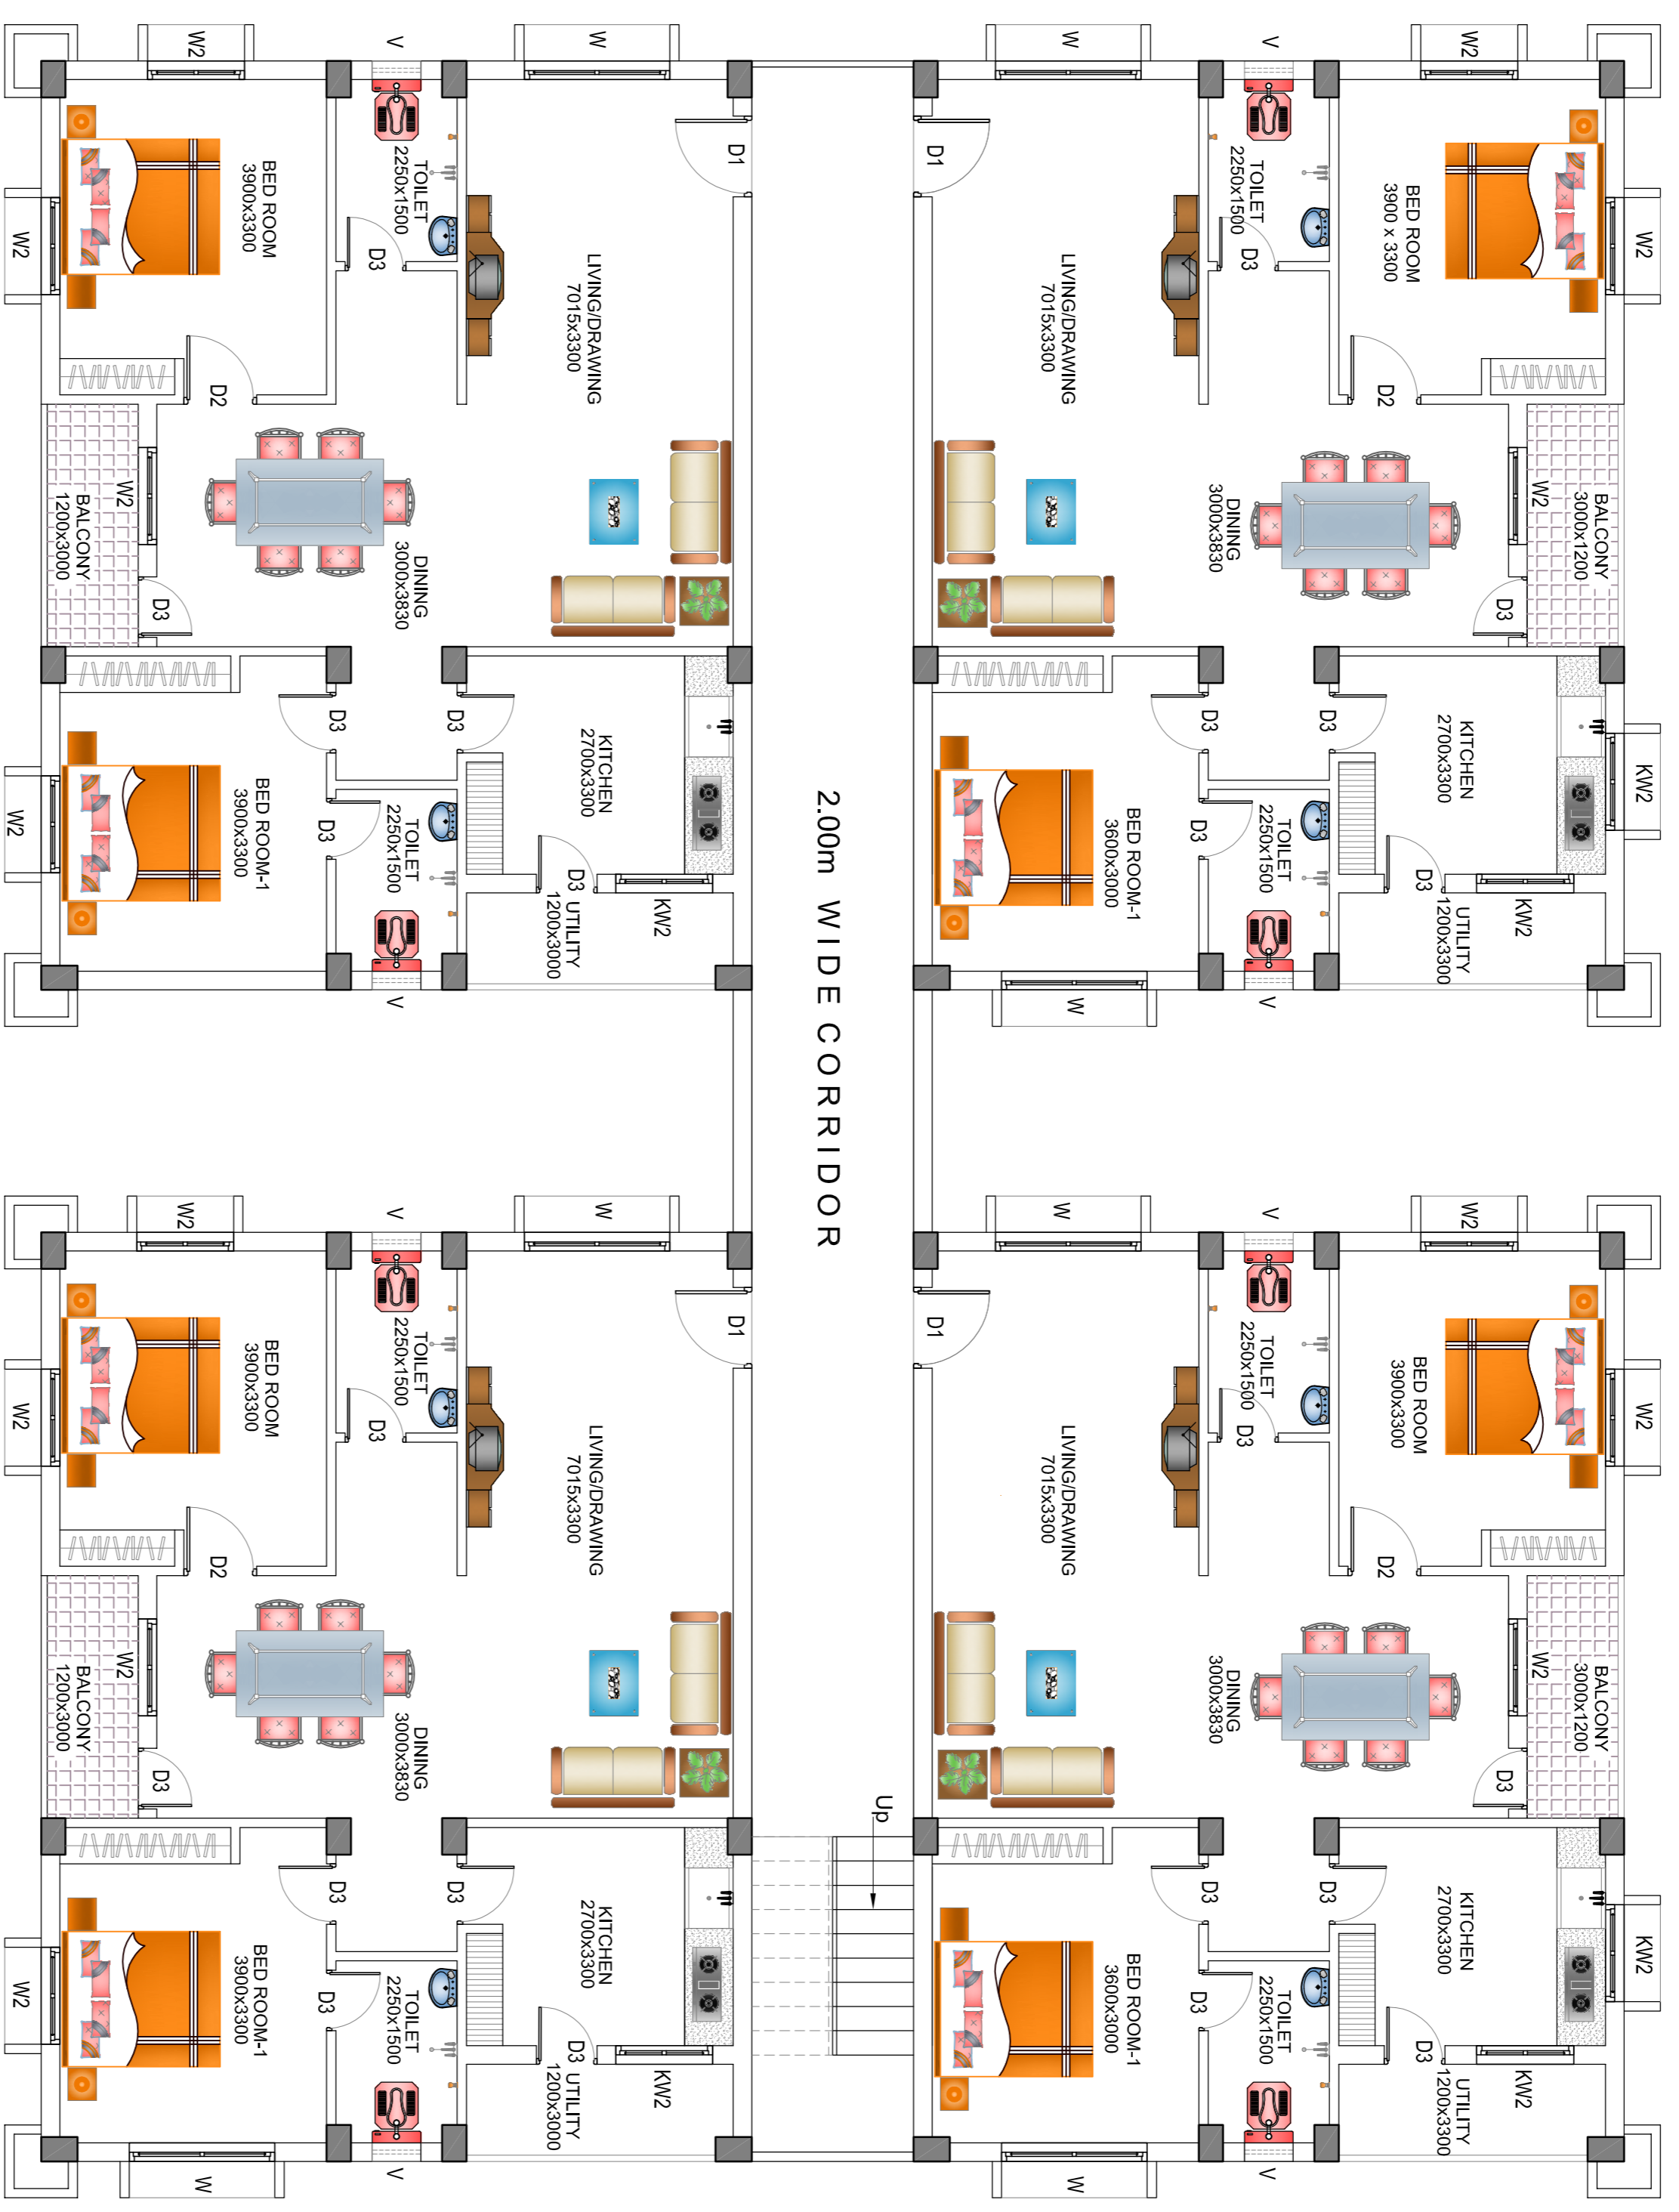 W2
BALCONY
3000x1200
W2
KW2
D3
W2
BED ROOM
3900 x 3300
D2
KITCHEN
2700x3300
KW2
UTILITY
1200x3300
D3
D3
V
TOILET
2250x1500
D3
DINING
3000x3830
TOILET
2250x1500
V
D3
D3
W
LIVING/DRAWING
7015x3300
BED ROOM-1
3600x3000
W
D1
W2
BALCONY
3000x1200
W2
KW2
D3
W2
BED ROOM
3900x3300
D2
KITCHEN
2700x3300
KW2
UTILITY
1200x3300
D3
D3
V
TOILET
2250x1500
D3
DINING
3000x3830
TOILET
2250x1500
V
D3
D3
W
LIVING/DRAWING
7015x3300
BED ROOM-1
3600x3000
W
D1
Up
2.00m WIDE CORRIDOR
D1
W
LIVING/DRAWING
7015x3300
KITCHEN
2700x3300
KW2
D3 UTILITY
1200x3000
D3
V
TOILET
2250x1500
D3
DINING
3000x3830
TOILET
2250x1500
V
D3
D3
W2
BED ROOM
3900x3300
D2
D3
BED ROOM-1
3900x3300
W2
BALCONY
1200x3000
W2
W2
D1
W
LIVING/DRAWING
7015x3300
KITCHEN
2700x3300
KW2
D3 UTILITY
1200x3000
D3
V
TOILET
2250x1500
D3
DINING
3000x3830
TOILET
2250x1500
V
D3
D3
W2
BED ROOM
3900x3300
D2
D3
BED ROOM-1
3900x3300
W
W2
BALCONY
1200x3000
W2
W2